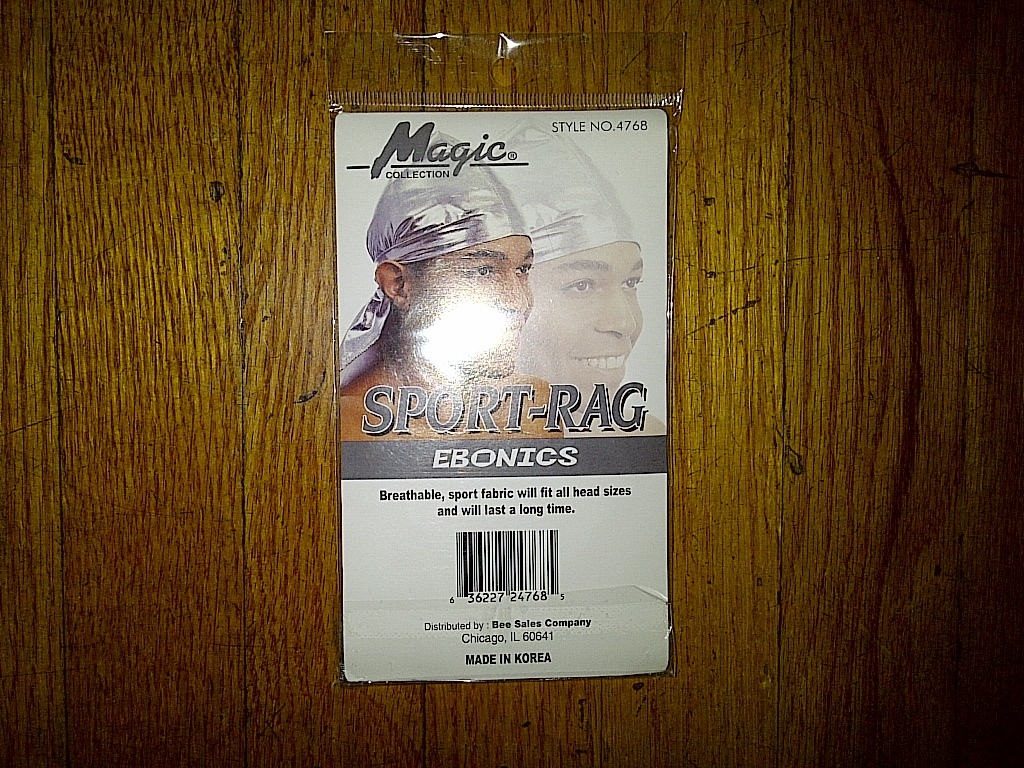 Magic®
COLLECTION
STYLE NO.4768
SPORT-RAG
EBONICS
Breathable, sport fabric will fit all head sizes
and will last a long time.
6 36227 24768 5
Distributed by : Bee Sales Company
Chicago, IL 60641
MADE IN KOREA